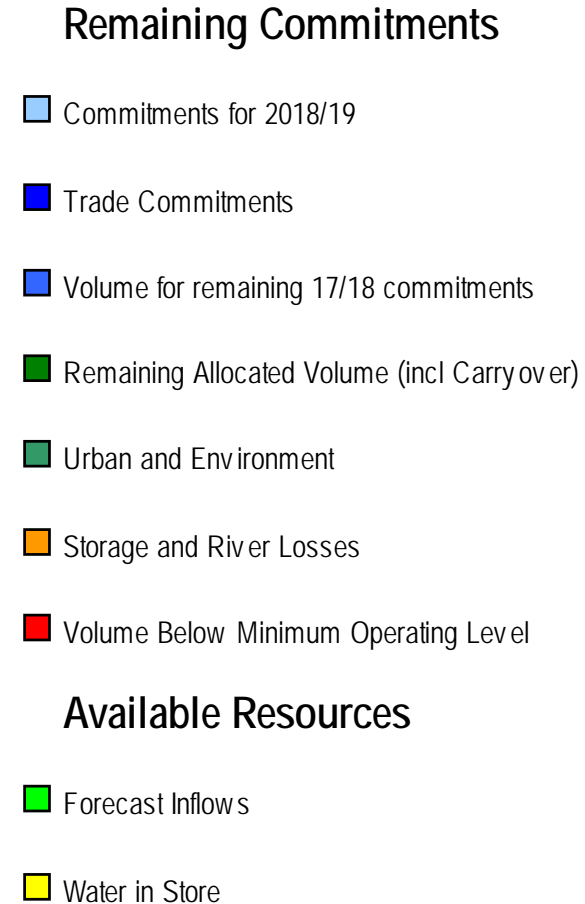 Remaining Commitments
Commitments for 2018/19
Trade Commitments
Volume for remaining 17/18 commitments
Remaining Allocated Volume (incl Carryover)
Urban and Environment
Storage and River Losses
Volume Below Minimum Operating Level
Available Resources
Forecast Inflows
Water in Store